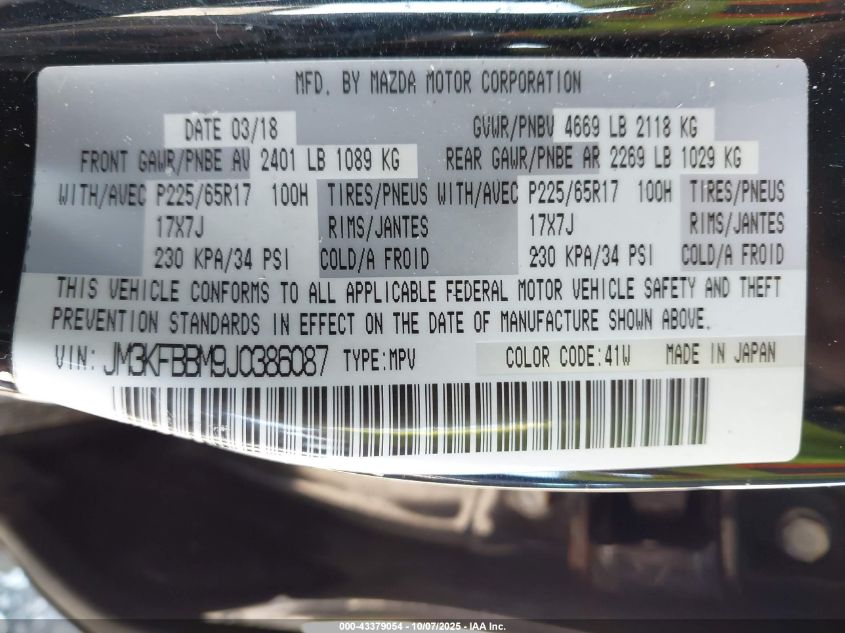 MFD. BY MAZDA MOTOR CORPORATION
DATE 03/18 GVWR/PNBV 4669 LB 2118 KG
FRONT GAWR/PNBE AV 2401 LB 1089 KG REAR GAWR/PNBE AR 2269 LB 1029 KG
WITH/AVEC P225/65R17 100H TIRES/PNEUS WITH/AVEC P225/65R17 100H TIRES/PNEUS
17X7J RIMS/JANTES 17X7J RIMS/JANTES
230 KPA/34 PSI COLD/A FROID 230 KPA/34 PSI COLD/A FROID
THIS VEHICLE CONFORMS TO ALL APPLICABLE FEDERAL MOTOR VEHICLE SAFETY AND THEFT
PREVENTION STANDARDS IN EFFECT ON THE DATE OF MANUFACTURE SHOWN ABOVE.
VIN: JM3KFBBM9J0386087 TYPE:MPV COLOR CODE:41W MADE IN JAPAN
000-43379054 - 10/07/2025 - IAA Inc.